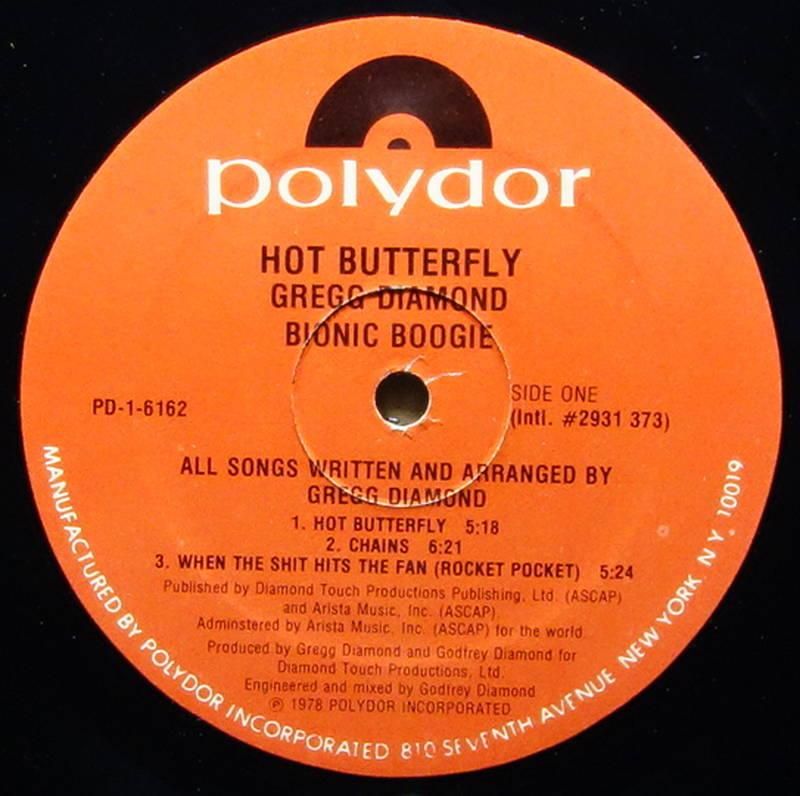 polydor
HOT BUTTERFLY
GREGG DIAMOND
BIONIC BOOGIE
PD-1-6162
SIDE ONE
(Intl. #2931 373)
ALL SONGS WRITTEN AND ARRANGED BY
GREGG DIAMOND
1. HOT BUTTERFLY 5:18
2. CHAINS 6:21
3. WHEN THE SHIT HITS THE FAN (ROCKET POCKET) 5:24
Published by Diamond Touch Productions Publishing, Ltd. (ASCAP)
and Arista Music, Inc. (ASCAP).
Adminstered by Arista Music, Inc. (ASCAP) for the world.
Produced by Gregg Diamond and Godfrey Diamond for
Diamond Touch Productions, Ltd.
Engineered and mixed by Godfrey Diamond
℗ 1978 POLYDOR INCORPORATED
MANUFACTURED BY POLYDOR INCORPORATED 810 SEVENTH AVENUE NEW YORK N.Y. 10019